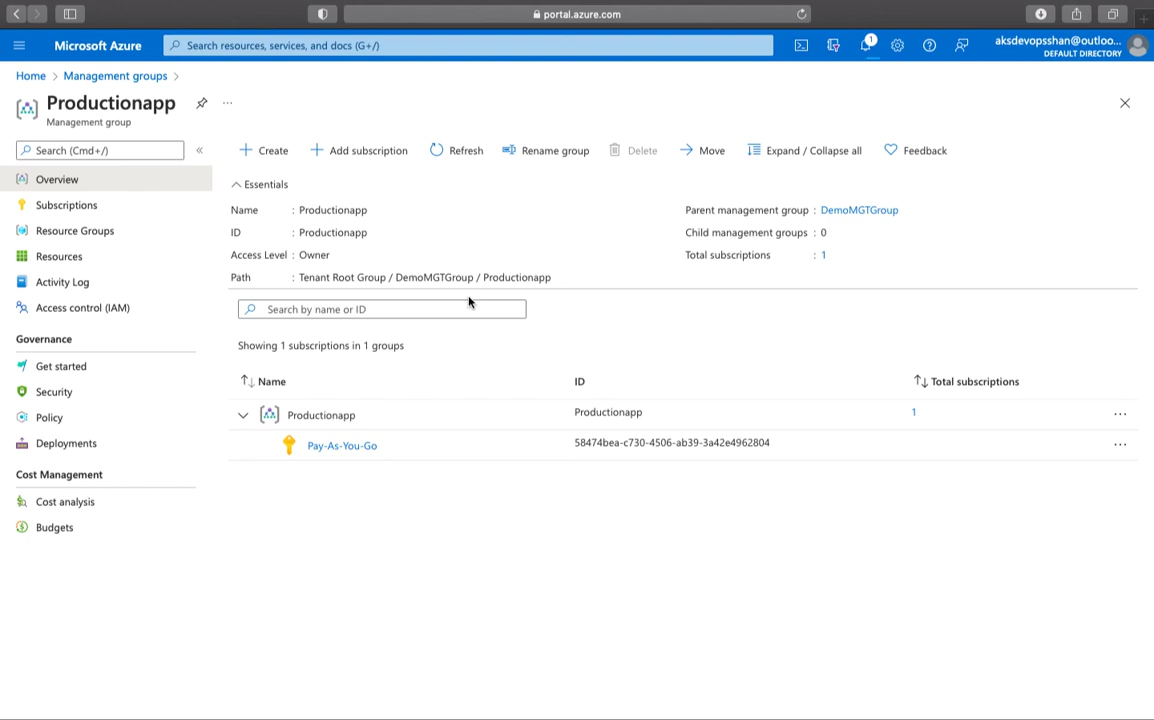 portal.azure.com
Microsoft Azure
Search resources, services, and docs (G+/)
1
aksdevopsshan@outloo...
DEFAULT DIRECTORY
Home > Management groups >
Productionapp
...
Management group
Search (Cmd+/)
«
Create
Add subscription
Refresh
Rename group
Delete
Move
Expand / Collapse all
Feedback
Overview
Subscriptions
Resource Groups
Resources
Activity Log
Access control (IAM)
Governance
Get started
Security
Policy
Deployments
Cost Management
Cost analysis
Budgets
Essentials
Name : Productionapp
ID : Productionapp
Access Level : Owner
Path : Tenant Root Group / DemoMGTGroup / Productionapp
Parent management group : DemoMGTGroup
Child management groups : 0
Total subscriptions : 1
Search by name or ID
Showing 1 subscriptions in 1 groups
Name ID Total subscriptions
Productionapp Productionapp 1 ...
Pay-As-You-Go 58474bea-c730-4506-ab39-3a42e4962804 ...